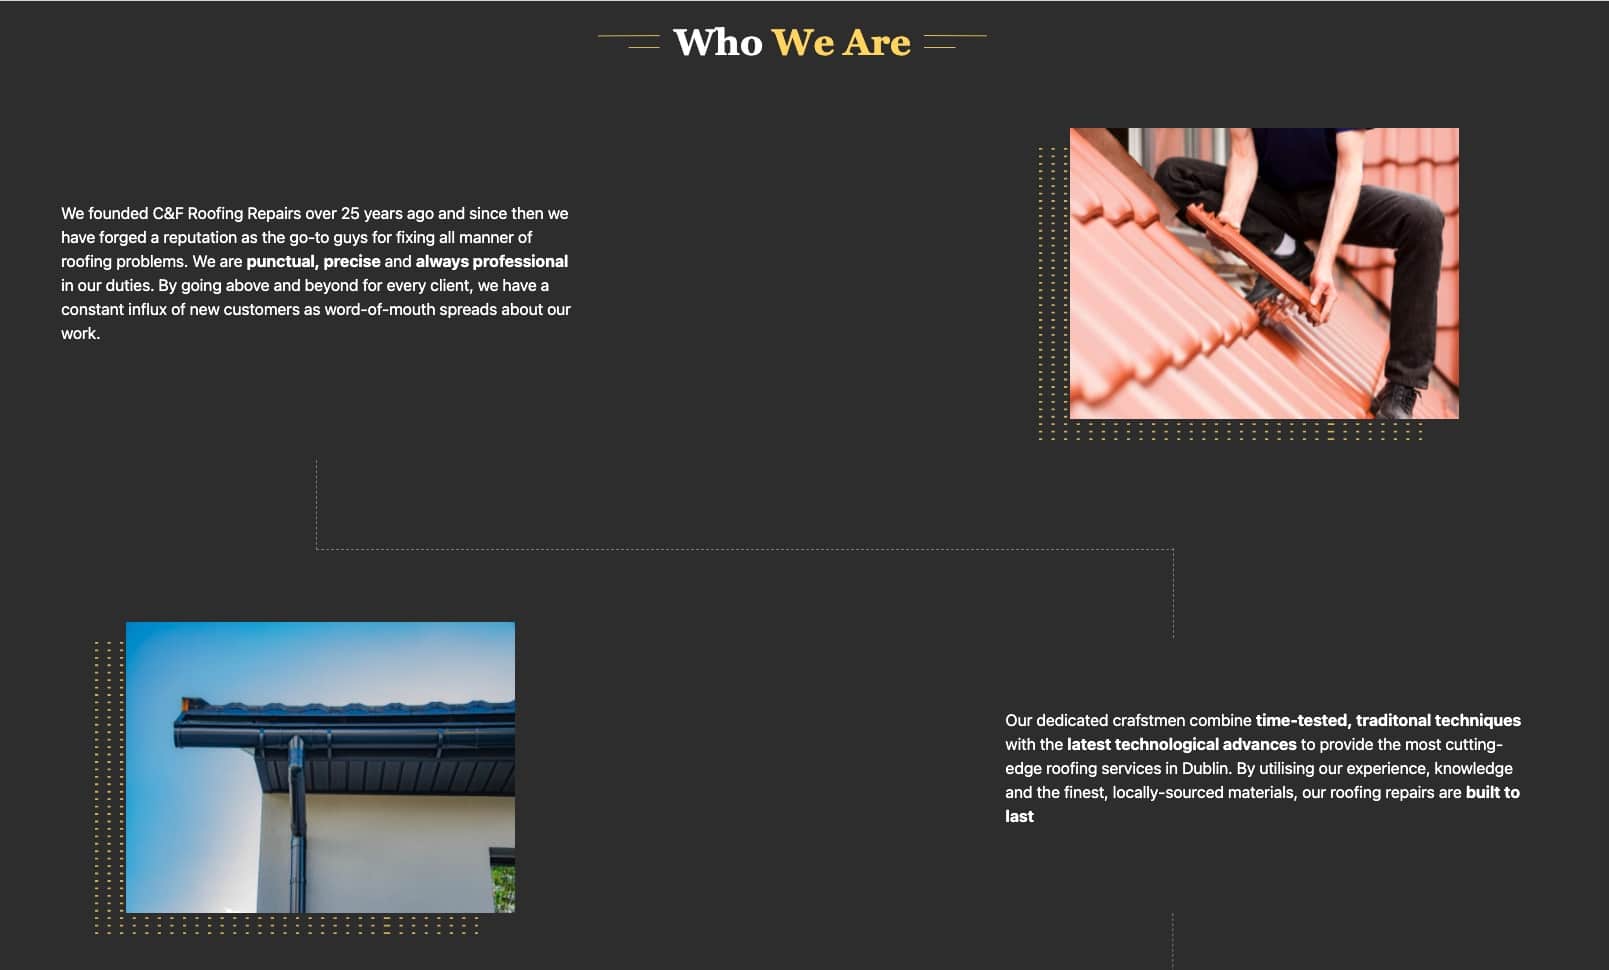 Who We Are
We founded C&F Roofing Repairs over 25 years ago and since then we
have forged a reputation as the go-to guys for fixing all manner of
roofing problems. We are punctual, precise and always professional
in our duties. By going above and beyond for every client, we have a
constant influx of new customers as word-of-mouth spreads about our
work.
Our dedicated crafstmen combine time-tested, traditonal techniques
with the latest technological advances to provide the most cutting-
edge roofing services in Dublin. By utilising our experience, knowledge
and the finest, locally-sourced materials, our roofing repairs are built to
last